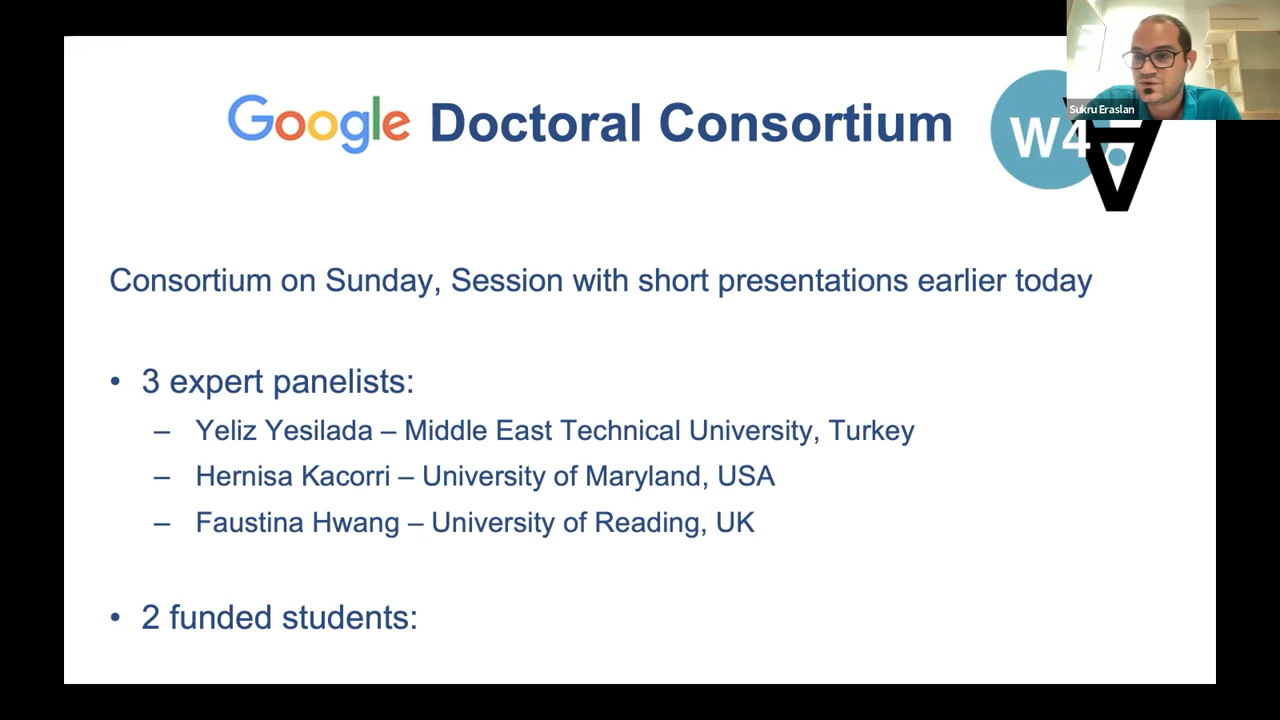 Sukru Eraslan
Google Doctoral Consortium
W4
Consortium on Sunday, Session with short presentations earlier today
• 3 expert panelists:
– Yeliz Yesilada – Middle East Technical University, Turkey
– Hernisa Kacorri – University of Maryland, USA
– Faustina Hwang – University of Reading, UK
• 2 funded students: